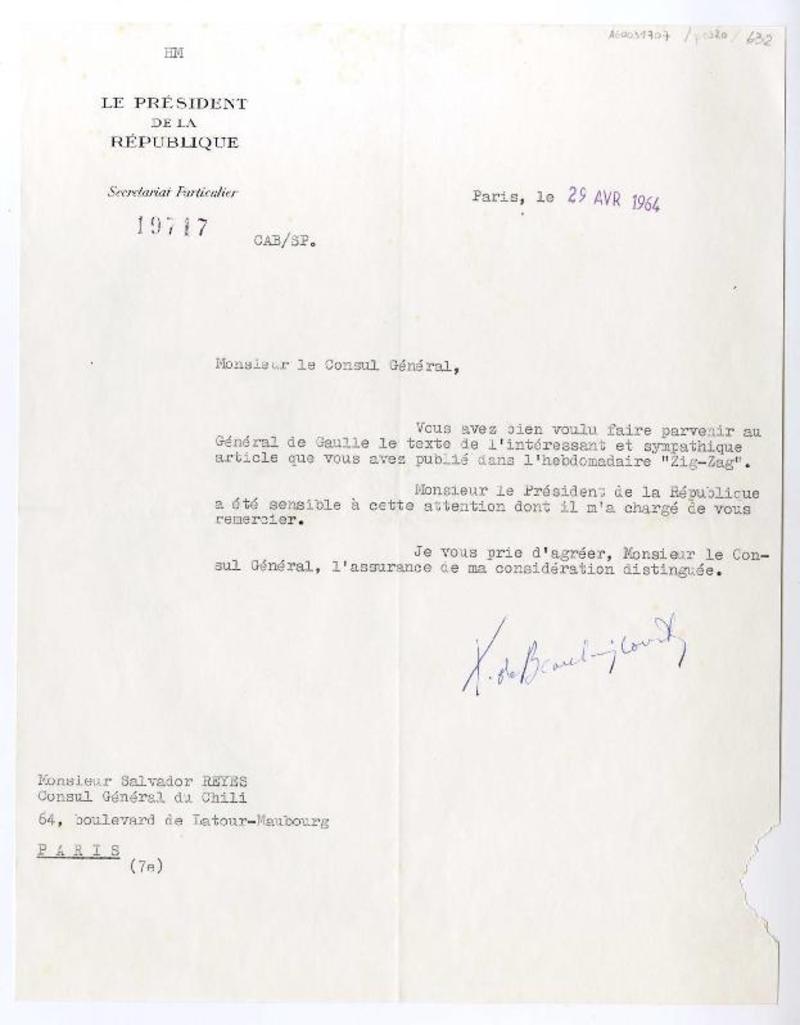 632
HM
LE PRÉSIDENT
DE LA
RÉPUBLIQUE
Secrétariat Particulier
Paris, le 29 AVR 1964
19717
CAB/SP.
Monsieur le Consul Général,
Vous avez bien voulu faire parvenir au
Général de Gaulle le texte de l'intéressant et sympathique
article que vous avez publié dans l'hebdomadaire "Zig-Zag".
Monsieur le Président de la République
a été sensible à cette attention dont il m'a chargé de vous
remercier.
Je vous prie d'agréer, Monsieur le Con-
sul Général, l'assurance de ma considération distinguée.
X. de
Monsieur Salvador REYES
Consul Général du Chili
64, boulevard de Latour-Maubourg
P A R I S
(7e)